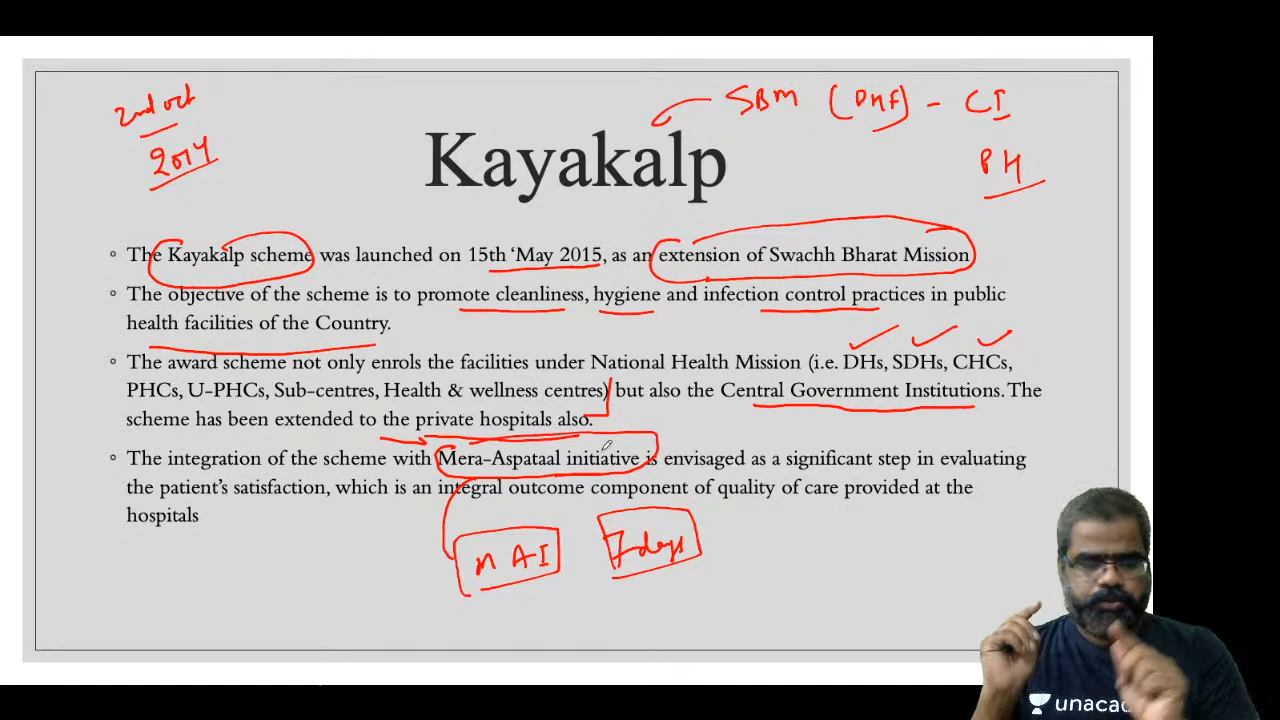 2nd oct
2014
SBM (PHF) - CI
PH
Kayakalp
The Kayakalp scheme was launched on 15th ‘May 2015, as an extension of Swachh Bharat Mission
The objective of the scheme is to promote cleanliness, hygiene and infection control practices in public
health facilities of the Country.
The award scheme not only enrols the facilities under National Health Mission (i.e. DHs, SDHs, CHCs,
PHCs, U-PHCs, Sub-centres, Health & wellness centres) but also the Central Government Institutions. The
scheme has been extended to the private hospitals also.
The integration of the scheme with Mera-Aspataal initiative is envisaged as a significant step in evaluating
the patient’s satisfaction, which is an integral outcome component of quality of care provided at the
hospitals
7 days
unacad